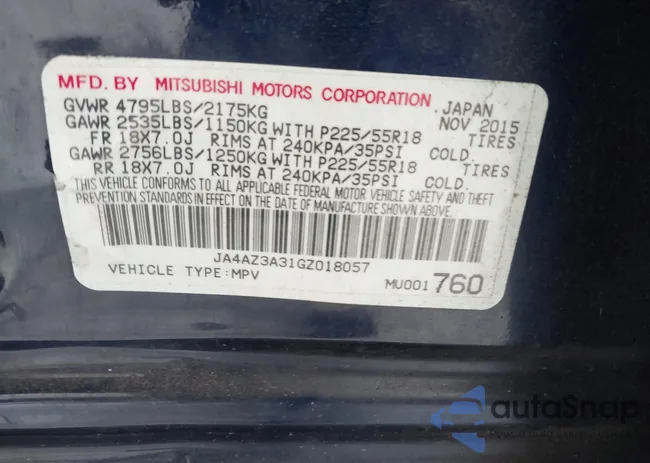 MFD. BY MITSUBISHI MOTORS CORPORATION JAPAN
GVWR 4795LBS/2175KG NOV 2015
GAWR 2535LBS/1150KG WITH P225/55R18 TIRES
FR 18X7.0J RIMS AT 240KPA/35PSI COLD.
GAWR 2756LBS/1250KG WITH P225/55R18 TIRES
RR 18X7.0J RIMS AT 240KPA/35PSI COLD.
THIS VEHICLE CONFORMS TO ALL APPLICABLE FEDERAL MOTOR VEHICLE SAFETY AND THEFT
PREVENTION STANDARDS IN EFFECT ON THE DATE OF MANUFACTURE SHOWN ABOVE.
JA4AZ3A31GZ018057
VEHICLE TYPE:MPV MU001 760
autoSnap